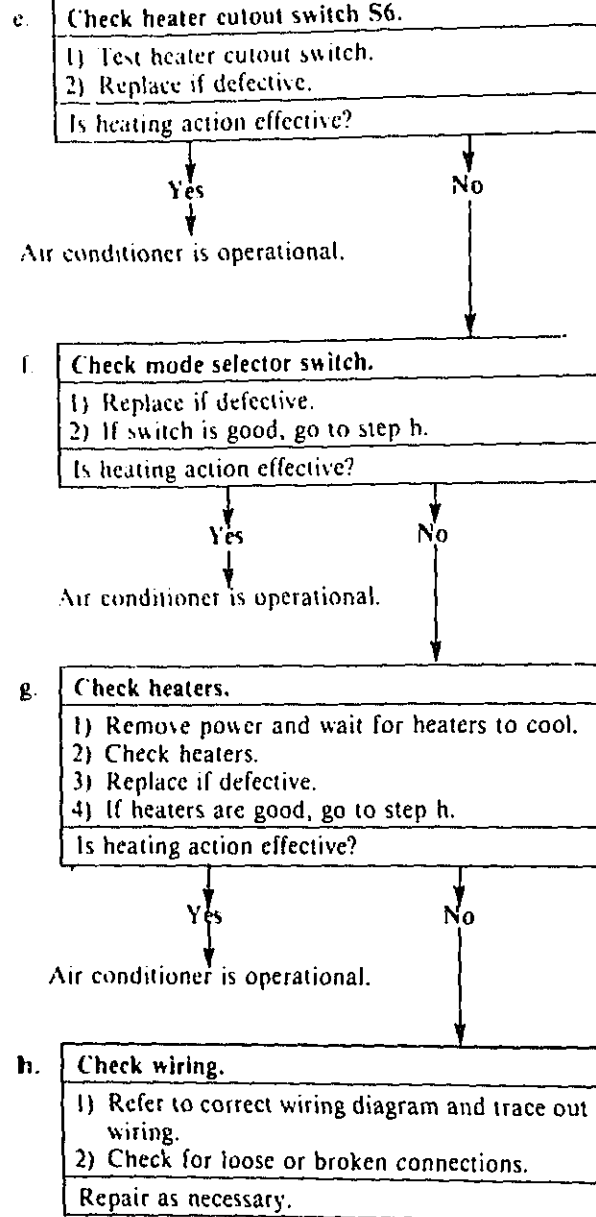 e. Check heater cutout switch S6.
1) Test heater cutout switch.
2) Replace if defective.
Is heating action effective?
Yes
No
Air conditioner is operational.
f. Check mode selector switch.
1) Replace if defective.
2) If switch is good, go to step h.
Is heating action effective?
Yes
No
Air conditioner is operational.
g. Check heaters.
1) Remove power and wait for heaters to cool.
2) Check heaters.
3) Replace if defective.
4) If heaters are good, go to step h.
Is heating action effective?
Yes
No
Air conditioner is operational.
h. Check wiring.
1) Refer to correct wiring diagram and trace out
wiring.
2) Check for loose or broken connections.
Repair as necessary.